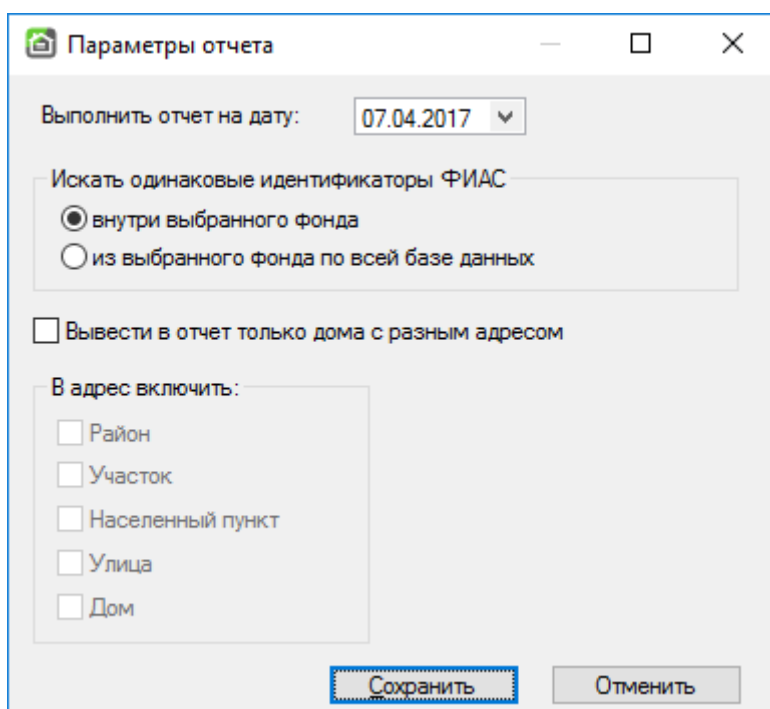 Параметры отчета
Выполнить отчет на дату: 07.04.2017
Искать одинаковые идентификаторы ФИАС
внутри выбранного фонда
из выбранного фонда по всей базе данных
Вывести в отчет только дома с разным адресом
В адрес включить:
Район
Участок
Населенный пункт
Улица
Дом
Сохранить Отменить